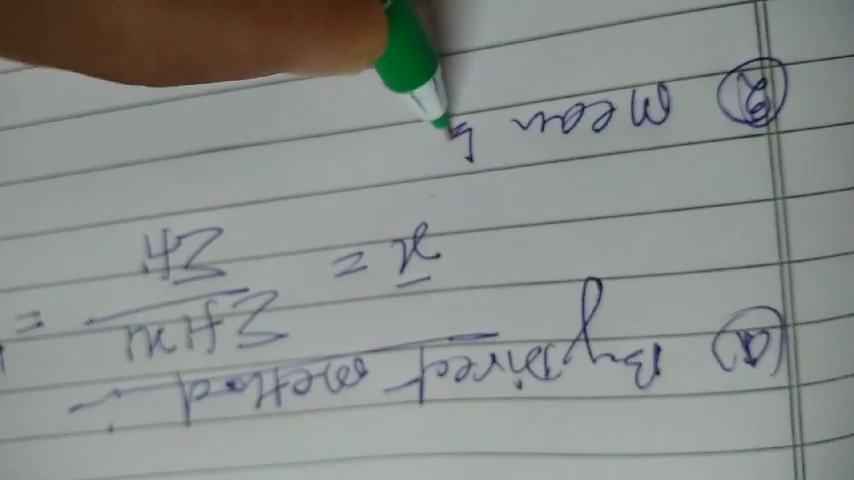 (a) By Direct method :-
x̄ = Σfixi / Σfi =
(2) Mean